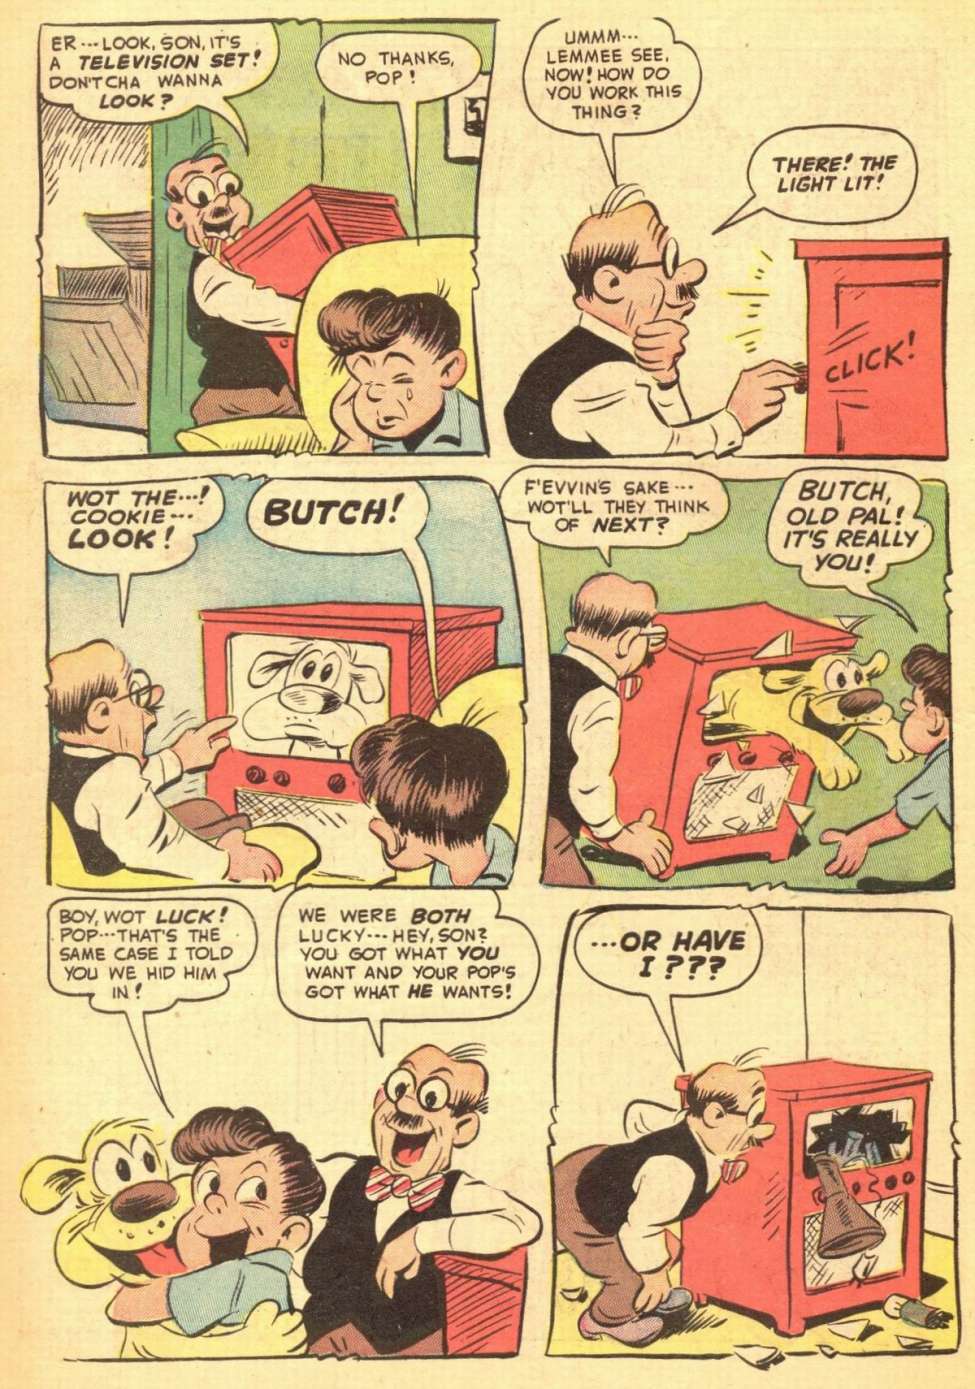 ER---LOOK, SON, IT'S
A TELEVISION SET!
DON'TCHA WANNA
LOOK?
NO THANKS,
POP!
UMMM---
LEMMEE SEE,
NOW! HOW DO
YOU WORK THIS
THING?
THERE! THE
LIGHT LIT!
CLICK!
WOT THE---!
COOKIE---
LOOK!
BUTCH!
F'EVVIN'S SAKE---
WOT'LL THEY THINK
OF NEXT?
BUTCH,
OLD PAL!
IT'S REALLY
YOU!
BOY, WOT LUCK!
POP---THAT'S THE
SAME CASE I TOLD
YOU WE HID HIM
IN!
WE WERE BOTH
LUCKY---HEY, SON?
YOU GOT WHAT YOU
WANT AND YOUR POP'S
GOT WHAT HE WANTS!
---OR HAVE
I???